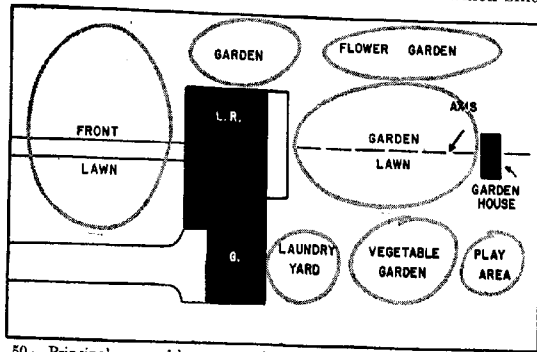 GARDEN
FLOWER GARDEN
L.R.
AXIS
FRONT
LAWN
GARDEN
LAWN
GARDEN
HOUSE
G.
LAUNDRY
YARD
VEGETABLE
GARDEN
PLAY
AREA
50. Principal